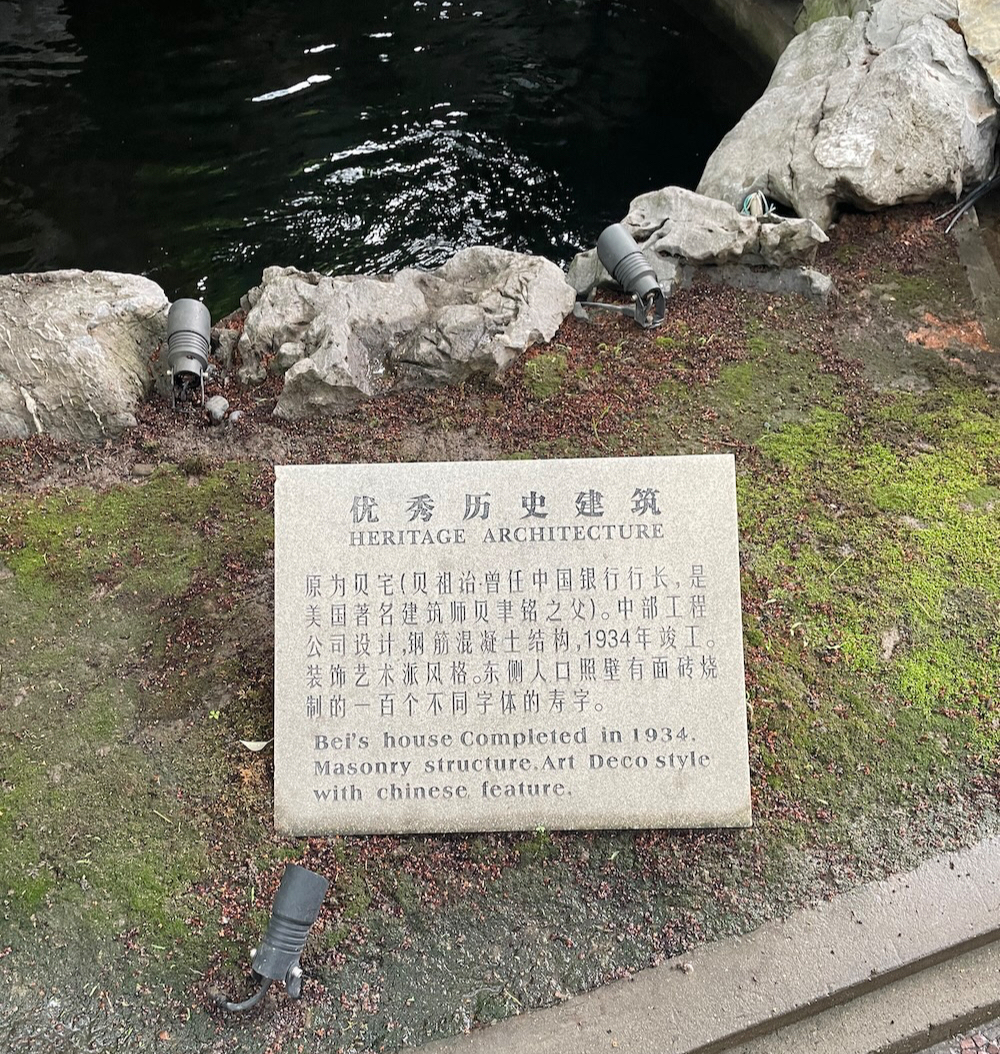 优秀历史建筑
HERITAGE ARCHITECTURE
原为贝宅(贝祖诒曾任中国银行行长,是
美国著名建筑师贝聿铭之父)。中部工程
公司设计,钢筋混凝土结构,1934年竣工。
装饰艺术派风格。东侧人口照壁有面砖烧
制的一百个不同字体的寿字。
Bei's house Completed in 1934.
Masonry structure.Art Deco style
with chinese feature.